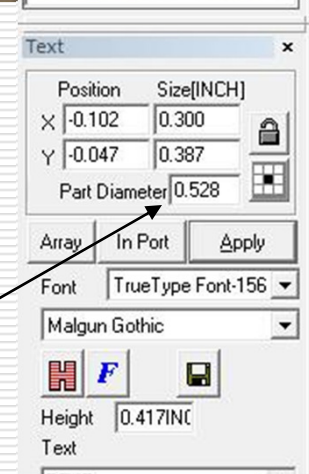 Text
Position Size[INCH]
X -0.102 0.300
Y -0.047 0.387
Part Diameter 0.528
Array In Port Apply
Font TrueType Font-156
Malgun Gothic
H F
Height 0.417IN
Text